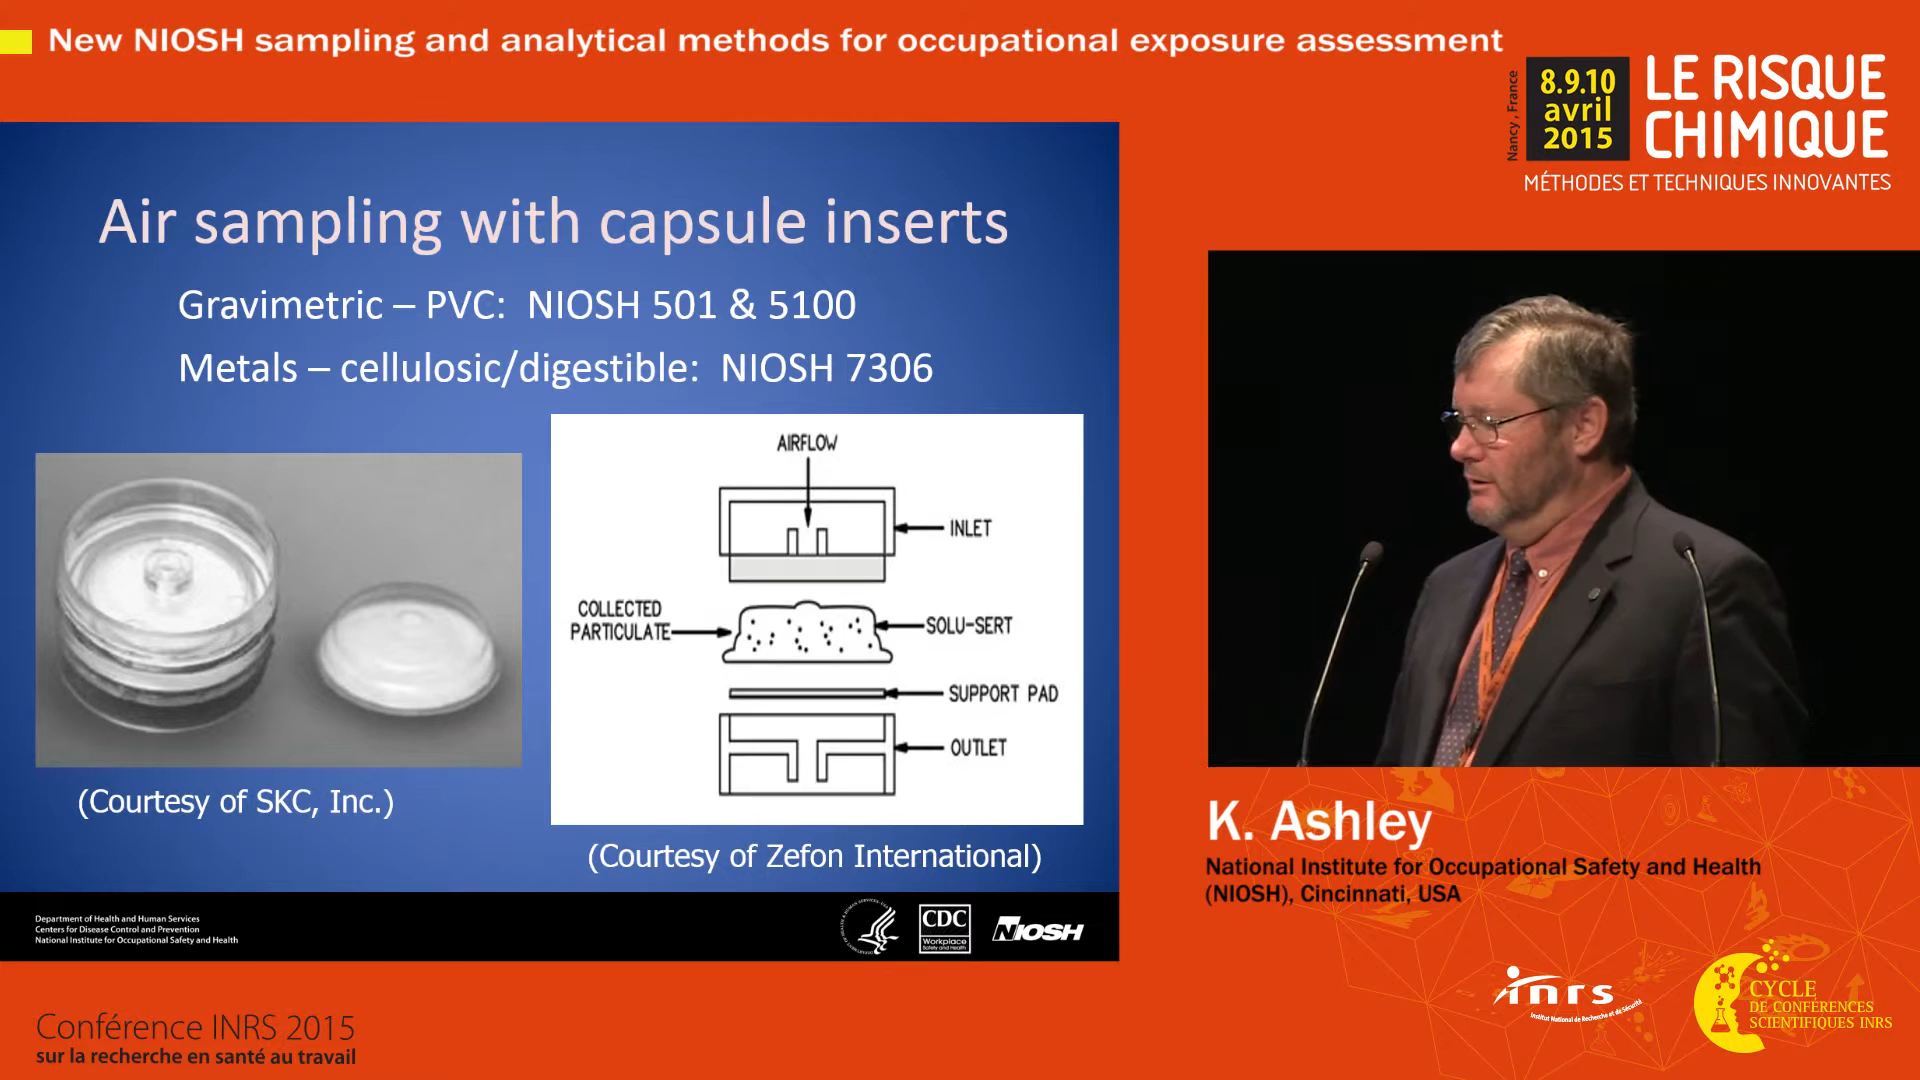 New NIOSH sampling and analytical methods for occupational exposure assessment
Nancy, France
8.9.10
avril
2015
LE RISQUE
CHIMIQUE
MÉTHODES ET TECHNIQUES INNOVANTES
Air sampling with capsule inserts
Gravimetric – PVC: NIOSH 501 & 5100
Metals – cellulosic/digestible: NIOSH 7306
AIRFLOW
INLET
COLLECTED
PARTICULATE
SOLU-SERT
SUPPORT PAD
OUTLET
(Courtesy of SKC, Inc.)
(Courtesy of Zefon International)
Department of Health and Human Services
Centers for Disease Control and Prevention
National Institute for Occupational Safety and Health
CDC
Workplace
Safety and Health
NIOSH
K. Ashley
National Institute for Occupational Safety and Health
(NIOSH), Cincinnati, USA
Conférence INRS 2015
sur la recherche en santé au travail
inrs
Institut National de Recherche et de Sécurité
CYCLE
DE CONFÉRENCES
SCIENTIFIQUES INRS